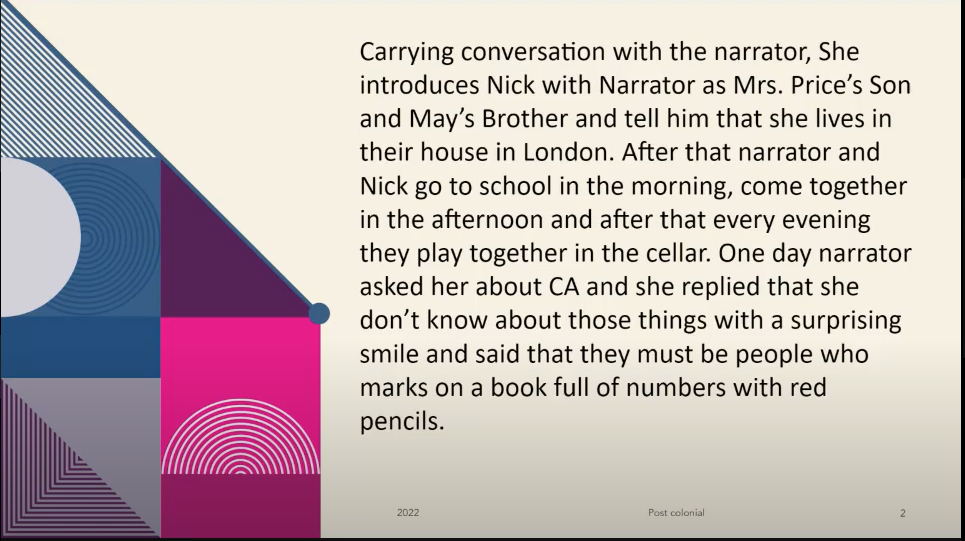 Carrying conversation with the narrator, She
introduces Nick with Narrator as Mrs. Price’s Son
and May’s Brother and tell him that she lives in
their house in London. After that narrator and
Nick go to school in the morning, come together
in the afternoon and after that every evening
they play together in the cellar. One day narrator
asked her about CA and she replied that she
don’t know about those things with a surprising
smile and said that they must be people who
marks on a book full of numbers with red
pencils.
2022
Post colonial
2